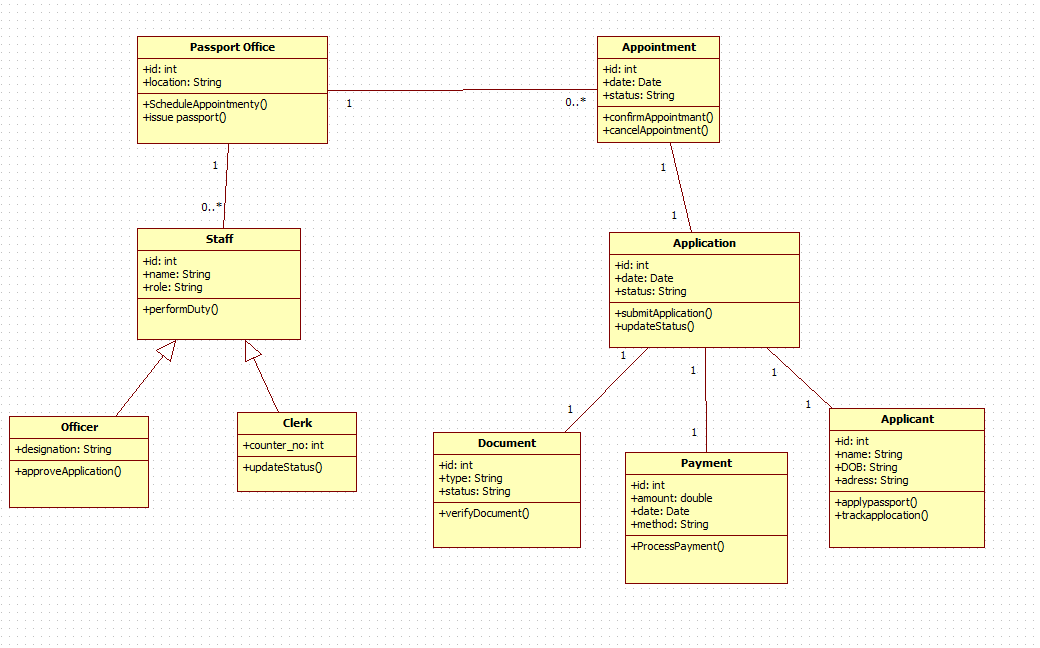 Passport Office
+id: int
+location: String
+ScheduleAppointmenty()
+issue passport()
1
0..*
Appointment
+id: int
+date: Date
+status: String
+confirmAppointmant()
+cancelAppointment()
1
0..*
1
1
Staff
+id: int
+name: String
+role: String
+performDuty()
Application
+id: int
+date: Date
+status: String
+submitApplication()
+updateStatus()
1
1
1
1
1
1
Officer
+designation: String
+approveApplication()
Clerk
+counter_no: int
+updateStatus()
Document
+id: int
+type: String
+status: String
+verifyDocument()
Payment
+id: int
+amount: double
+date: Date
+method: String
+ProcessPayment()
Applicant
+id: int
+name: String
+DOB: String
+adress: String
+applypassport()
+trackapplocation()